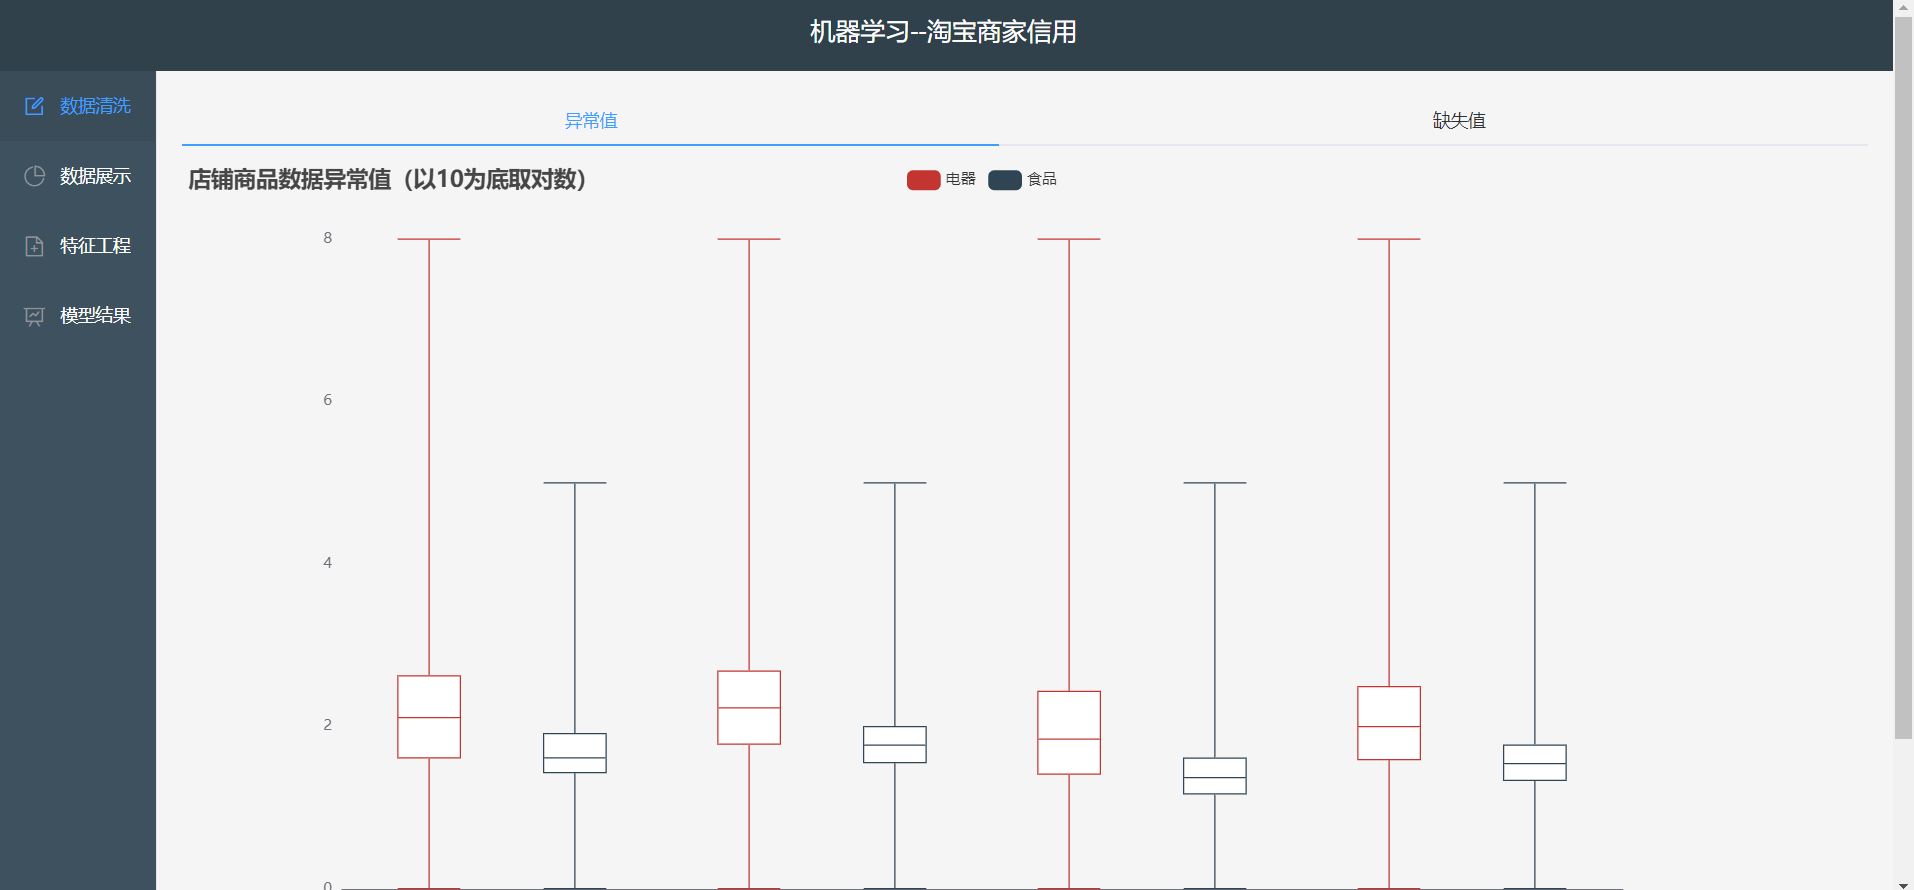 机器学习--淘宝商家信用
数据清洗
数据展示
特征工程
模型结果
异常值
缺失值
店铺商品数据异常值（以10为底取对数）
电器
食品
8
6
4
2
0